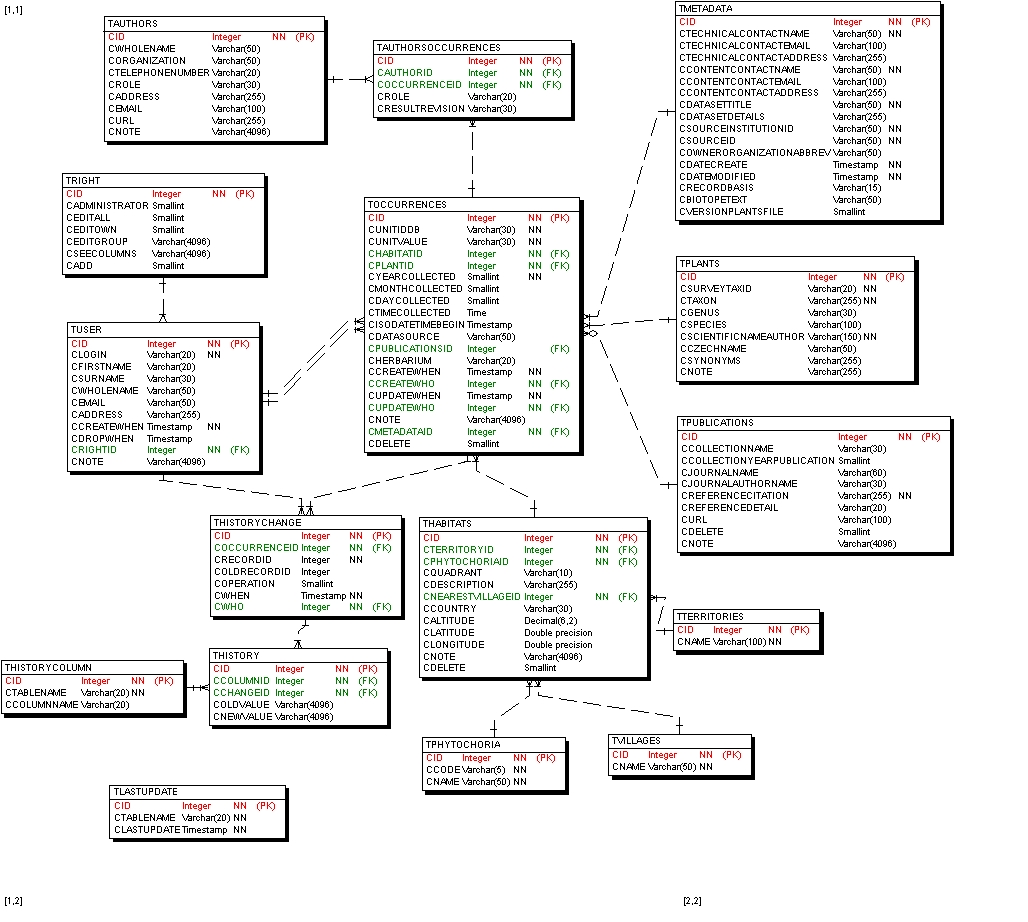 [1,1]
TAUTHORS
CID Integer NN (PK)
CWHOLENAME Varchar(50)
CORGANIZATION Varchar(50)
CTELEPHONENUMBER Varchar(20)
CROLE Varchar(30)
CADDRESS Varchar(255)
CEMAIL Varchar(100)
CURL Varchar(255)
CNOTE Varchar(4096)
TAUTHORSOCCURRENCES
CID Integer NN (PK)
CAUTHORID Integer NN (FK)
COCCURRENCEID Integer NN (FK)
CROLE Varchar(20)
CRESULTREVISION Varchar(30)
TMETADATA
CID Integer NN (PK)
CTECHNICALCONTACTNAME Varchar(50) NN
CTECHNICALCONTACTEMAIL Varchar(100)
CTECHNICALCONTACTADDRESS Varchar(255)
CCONTENTCONTACTNAME Varchar(50) NN
CCONTENTCONTACTEMAIL Varchar(100)
CCONTENTCONTACTADDRESS Varchar(255)
CDATASETTITLE Varchar(50) NN
CDATASETDETAILS Varchar(255)
CSOURCEINSTITUTIONID Varchar(50) NN
CSOURCEID Varchar(50) NN
COWNERORGANIZATIONABBREV Varchar(50)
CDATECREATE Timestamp NN
CDATEMODIFIED Timestamp NN
CRECORDBASIS Varchar(15)
CBIOTOPETEXT Varchar(50)
CVERSIONPLANTSFILE Smallint
TRIGHT
CID Integer NN (PK)
CADMINISTRATOR Smallint
CEDITALL Smallint
CEDITOWN Smallint
CEDITGROUP Varchar(4096)
CSEECOLUMNS Varchar(4096)
CADD Smallint
TOCCURRENCES
CID Integer NN (PK)
CUNITIDDB Varchar(30) NN
CUNITVALUE Varchar(30) NN
CHABITATID Integer NN (FK)
CPLANTID Integer NN (FK)
CYEARCOLLECTED Smallint NN
CMONTHCOLLECTED Smallint
CDAYCOLLECTED Smallint
CTIMECOLLECTED Time
CISODATETIMEBEGIN Timestamp
CDATASOURCE Varchar(50)
CPUBLICATIONSID Integer (FK)
CHERBARIUM Varchar(20)
CCREATEWHEN Timestamp NN
CCREATEWHO Integer NN (FK)
CUPDATEWHEN Timestamp NN
CUPDATEWHO Integer NN (FK)
CNOTE Varchar(4096)
CMETADATAID Integer NN (FK)
CDELETE Smallint
TPLANTS
CID Integer NN (PK)
CSURVEYTAXID Varchar(20) NN
CTAXON Varchar(255) NN
CGENUS Varchar(30)
CSPECIES Varchar(100)
CSCIENTIFICNAMEAUTHOR Varchar(150) NN
CCZECHNAME Varchar(50)
CSYNONYMS Varchar(255)
CNOTE Varchar(255)
TUSER
CID Integer NN (PK)
CLOGIN Varchar(20) NN
CFIRSTNAME Varchar(20)
CSURNAME Varchar(30)
CWHOLENAME Varchar(50)
CEMAIL Varchar(50)
CADDRESS Varchar(255)
CCREATEWHEN Timestamp NN
CDROPWHEN Timestamp
CRIGHTID Integer NN (FK)
CNOTE Varchar(4096)
TPUBLICATIONS
CID Integer NN (PK)
CCOLLECTIONNAME Varchar(30)
CCOLLECTIONYEARPUBLICATION Smallint
CJOURNALNAME Varchar(60)
CJOURNALAUTHORNAME Varchar(30)
CREFERENCECITATION Varchar(255) NN
CREFERENCEDETAIL Varchar(20)
CURL Varchar(100)
CDELETE Smallint
CNOTE Varchar(4096)
THISTORYCHANGE
CID Integer NN (PK)
COCCURRENCEID Integer NN (FK)
CRECORDID Integer NN
COLDRECORDID Integer
COPERATION Smallint
CWHEN Timestamp NN
CWHO Integer NN (FK)
THABITATS
CID Integer NN (PK)
CTERRITORYID Integer NN (FK)
CPHYTOCHORIAID Integer NN (FK)
CQUADRANT Varchar(10)
CDESCRIPTION Varchar(255)
CNEARESTVILLAGEID Integer NN (FK)
CCOUNTRY Varchar(30)
CALTITUDE Decimal(6,2)
CLATITUDE Double precision
CLONGITUDE Double precision
CNOTE Varchar(4096)
CDELETE Smallint
TTERRITORIES
CID Integer NN (PK)
CNAME Varchar(100) NN
THISTORYCOLUMN
CID Integer NN (PK)
CTABLENAME Varchar(20) NN
CCOLUMNNAME Varchar(20)
THISTORY
CID Integer NN (PK)
CCOLUMNID Integer NN (FK)
CCHANGEID Integer NN (FK)
COLDVALUE Varchar(4096)
CNEWVALUE Varchar(4096)
TPHYTOCHORIA
CID Integer NN (PK)
CCODE Varchar(5) NN
CNAME Varchar(50) NN
TVILLAGES
CID Integer NN (PK)
CNAME Varchar(50) NN
TLASTUPDATE
CID Integer NN (PK)
CTABLENAME Varchar(20) NN
CLASTUPDATE Timestamp NN
[1,2]
[2,2]